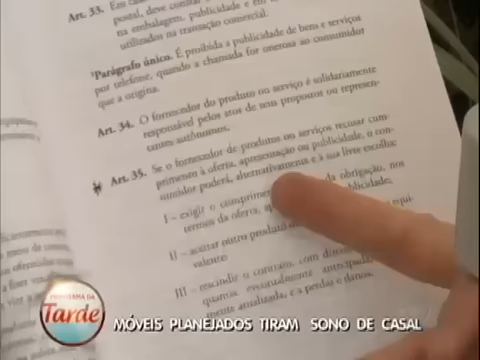 Art. 33. Em
postal, deve
na embalagem, publicidade e em
utilizados na transação comercial.
Parágrafo único. É proibida a publicidade de bens e serviços
por telefone, quando a chamada for onerosa ao consumidor
que a origina.
Art. 34. O fornecedor do produto ou serviço é solidariamente
responsável pelos atos de seus prepostos ou represen-
tantes autônomos.
Art. 35. Se o fornecedor de produtos ou serviços recusar cum-
primento à oferta, apresentação ou publicidade, o con-
sumidor poderá, alternativamente e à sua livre escolha:
I – exigir o cumprimento da obrigação, nos
termos da oferta, publicidade;
II – aceitar outro produto equi-
valente;
III – rescindir o contrato, com
quantia eventualmente antecipada,
mente atualizada, e a perdas e danos.
PROGRAMA DA
Tarde
MÓVEIS PLANEJADOS TIRAM SONO DE CASAL